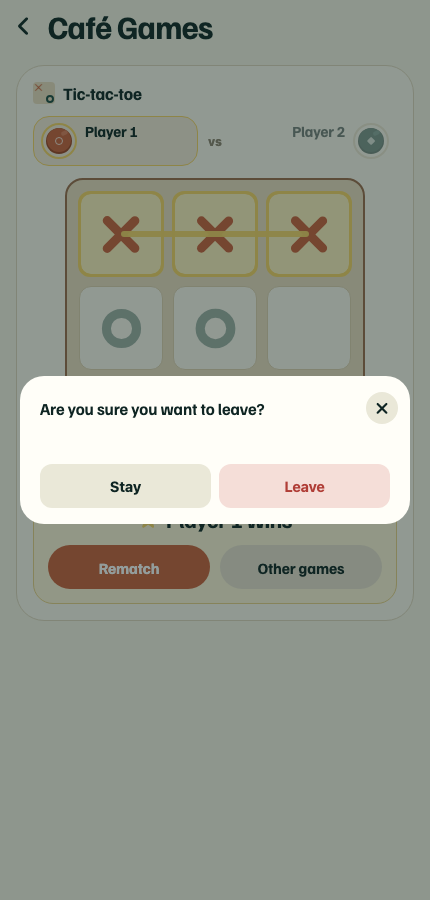 Café Games
Tic-tac-toe
Player 1
vs
Player 2
Are you sure you want to leave?
Stay
Leave
Player 1 Wins
Rematch
Other games